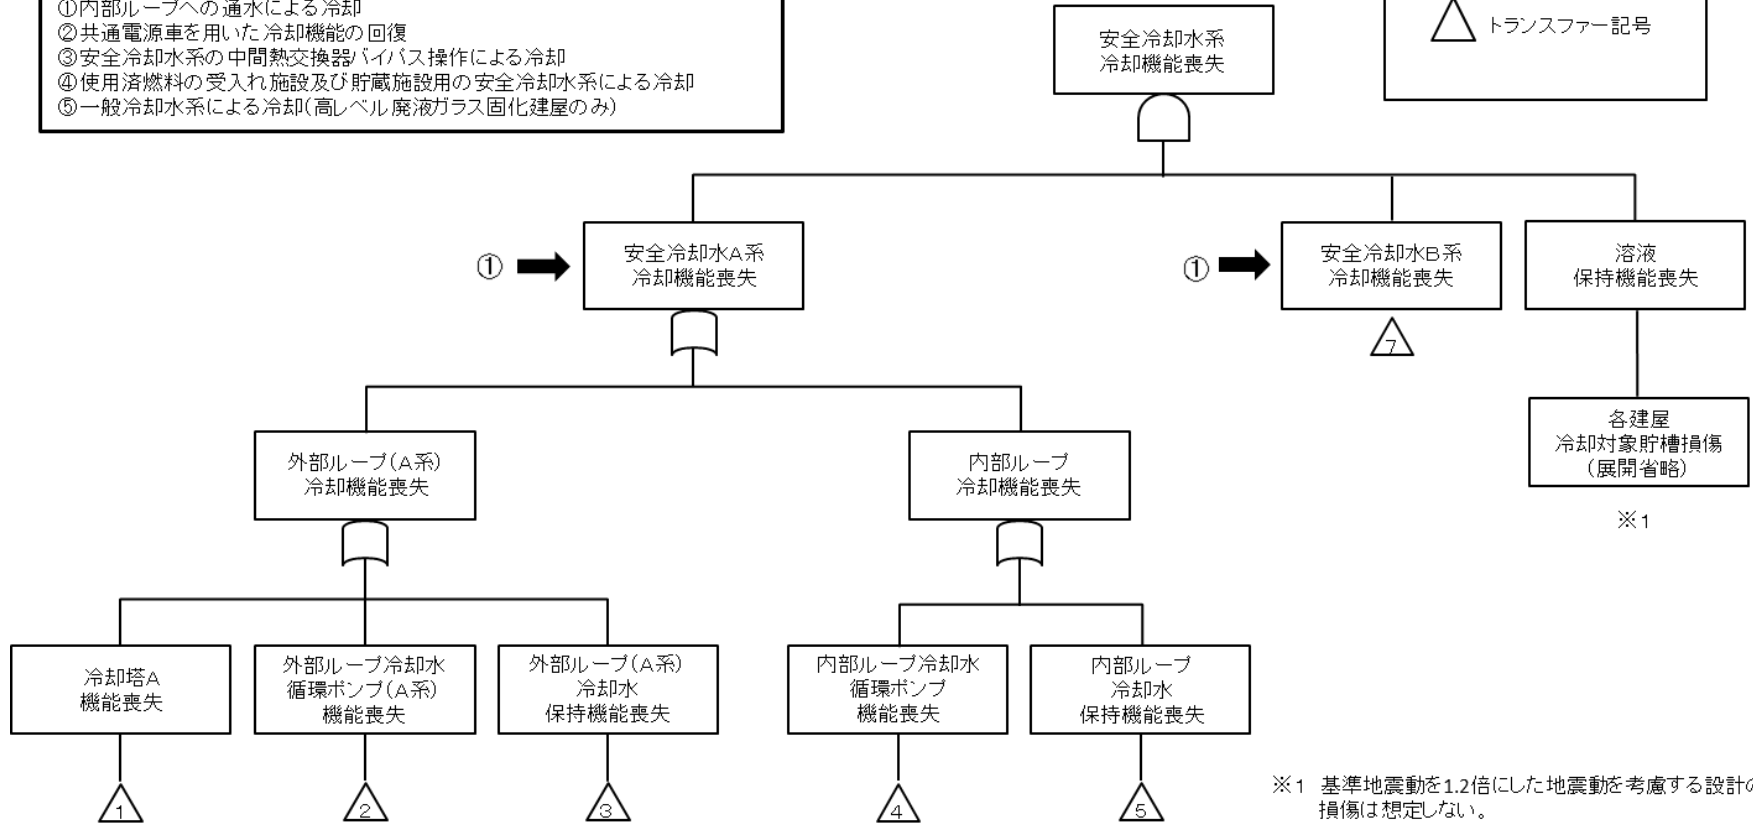 ①内部ループへの通水による冷却
②共通電源車を用いた冷却機能の回復
③安全冷却水系の中間熱交換器バイパス操作による冷却
④使用済燃料の受入れ施設及び貯蔵施設用の安全冷却水系による冷却
⑤一般冷却水系による冷却(高レベル廃液ガラス固化建屋のみ)
安全冷却水系
冷却機能喪失
トランスファー記号
①
安全冷却水A系
冷却機能喪失
①
安全冷却水B系
冷却機能喪失
7
溶液
保持機能喪失
各建屋
冷却対象貯槽損傷
(展開省略)
※1
外部ループ(A系)
冷却機能喪失
内部ループ
冷却機能喪失
冷却塔A
機能喪失
外部ループ冷却水
循環ポンプ(A系)
機能喪失
外部ループ(A系)
冷却水
保持機能喪失
内部ループ冷却水
循環ポンプ
機能喪失
内部ループ
冷却水
保持機能喪失
1
2
3
4
5
※1 基準地震動を1.2倍にした地震動を考慮する設計の
損傷は想定しない。